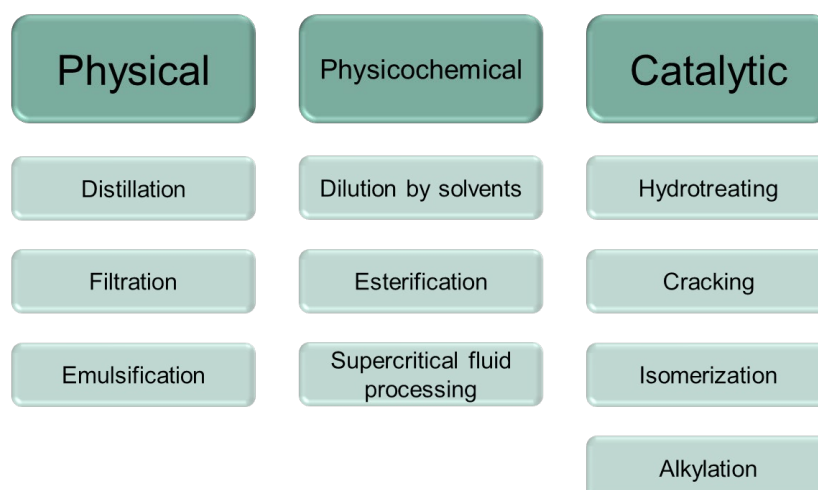 Physical
Physicochemical
Catalytic
Distillation
Dilution by solvents
Hydrotreating
Filtration
Esterification
Cracking
Emulsification
Supercritical fluid
processing
Isomerization
Alkylation